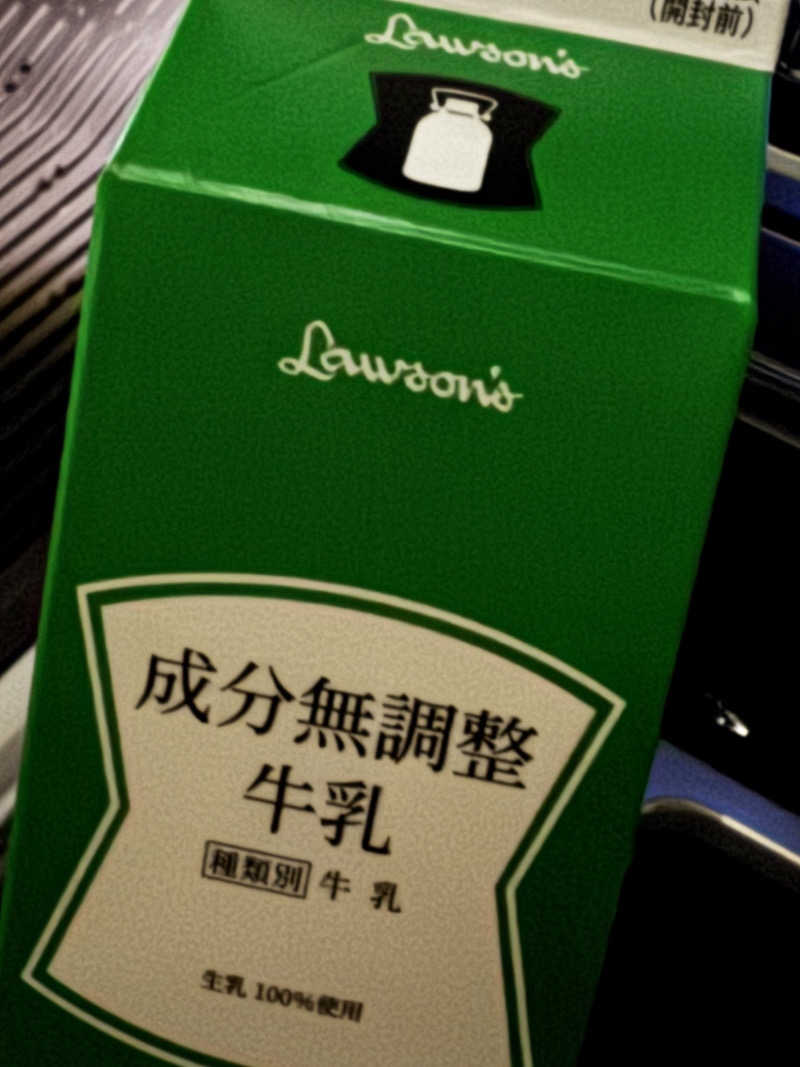 (開封前)
Lawson's
Lawson's
成分無調整
牛乳
種類別 牛乳
生乳 100%使用